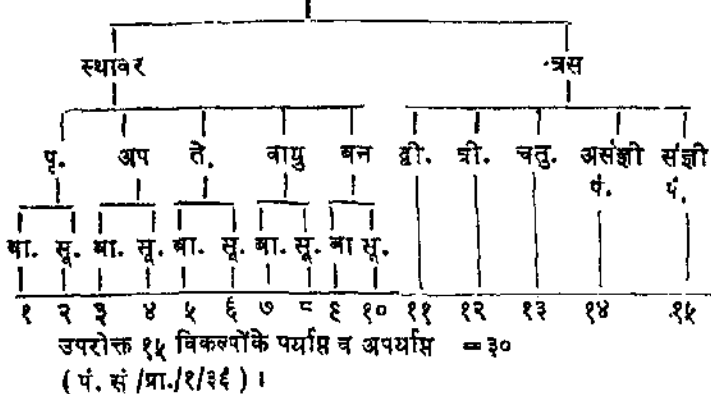 स्थावर त्रस
पृ. अप ते. वायु वन द्वी. त्री. चतु. असंज्ञी संज्ञी
पं. पं.
बा. सू. बा. सू. बा. सू. बा. सू. बा सू.
१ २ ३ ४ ५ ६ ७ ८ ९ १० ११ १२ १३ १४ १५
उपरोक्त १५ विकल्पोंके पर्याप्त व अपर्याप्त =३०
( पं. सं /प्रा./१/३६ ) ।